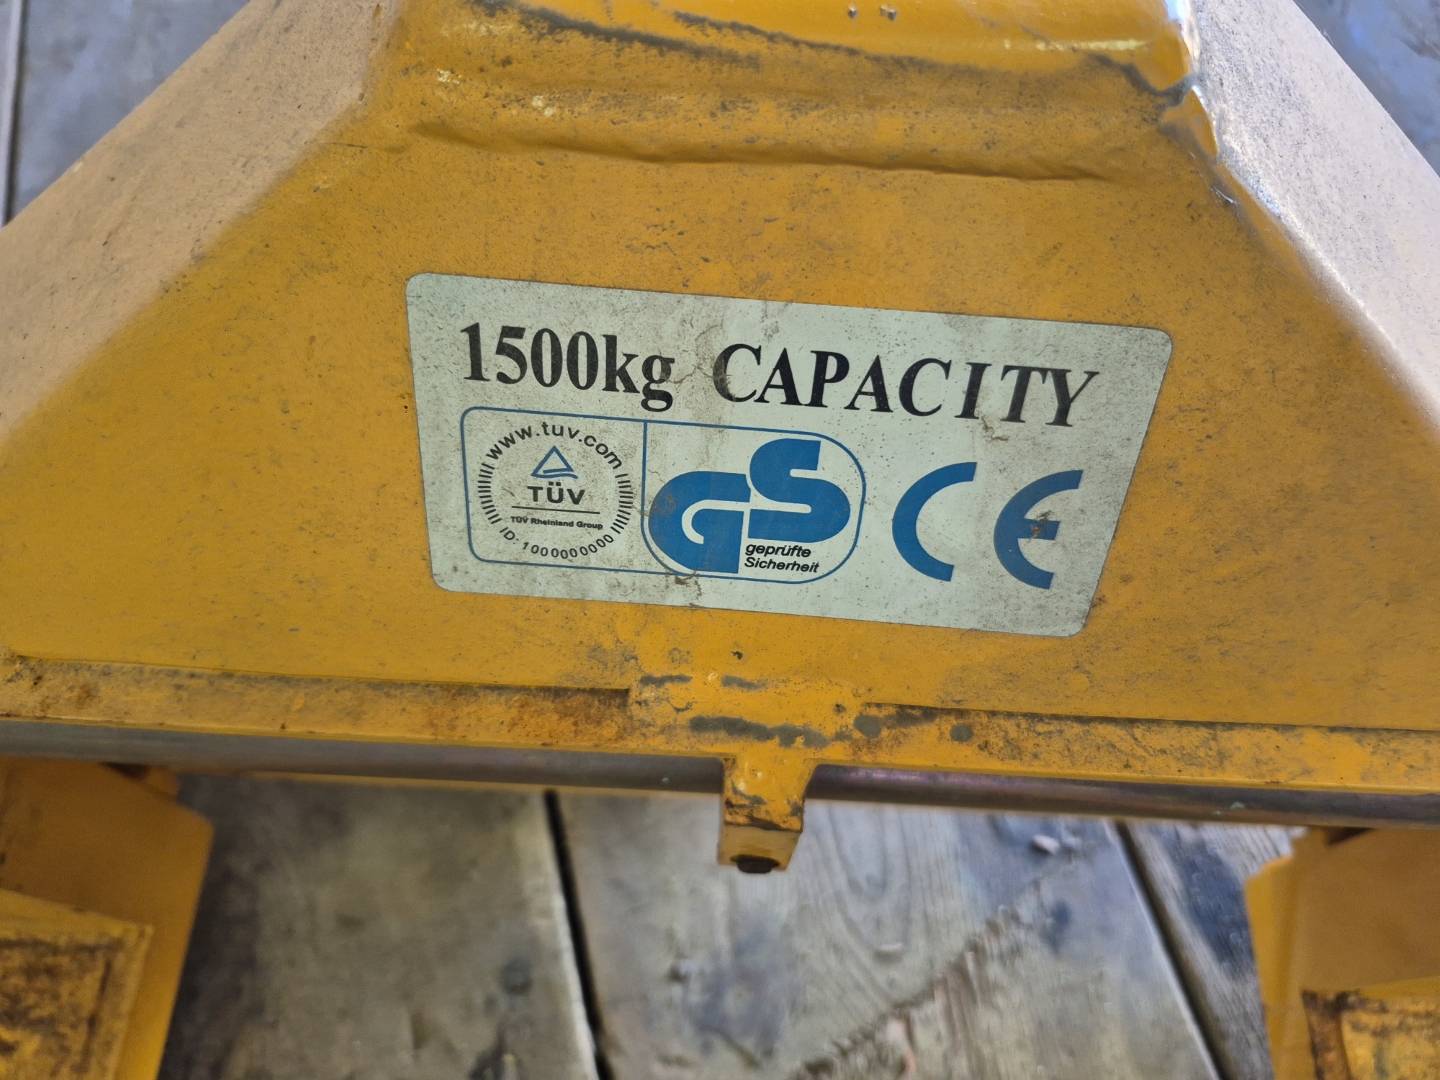 1500kg CAPACITY
www.tuv.com
TÜV
TÜV Rheinland Group
ID: 1000000000
GS
geprüfte
Sicherheit
CE